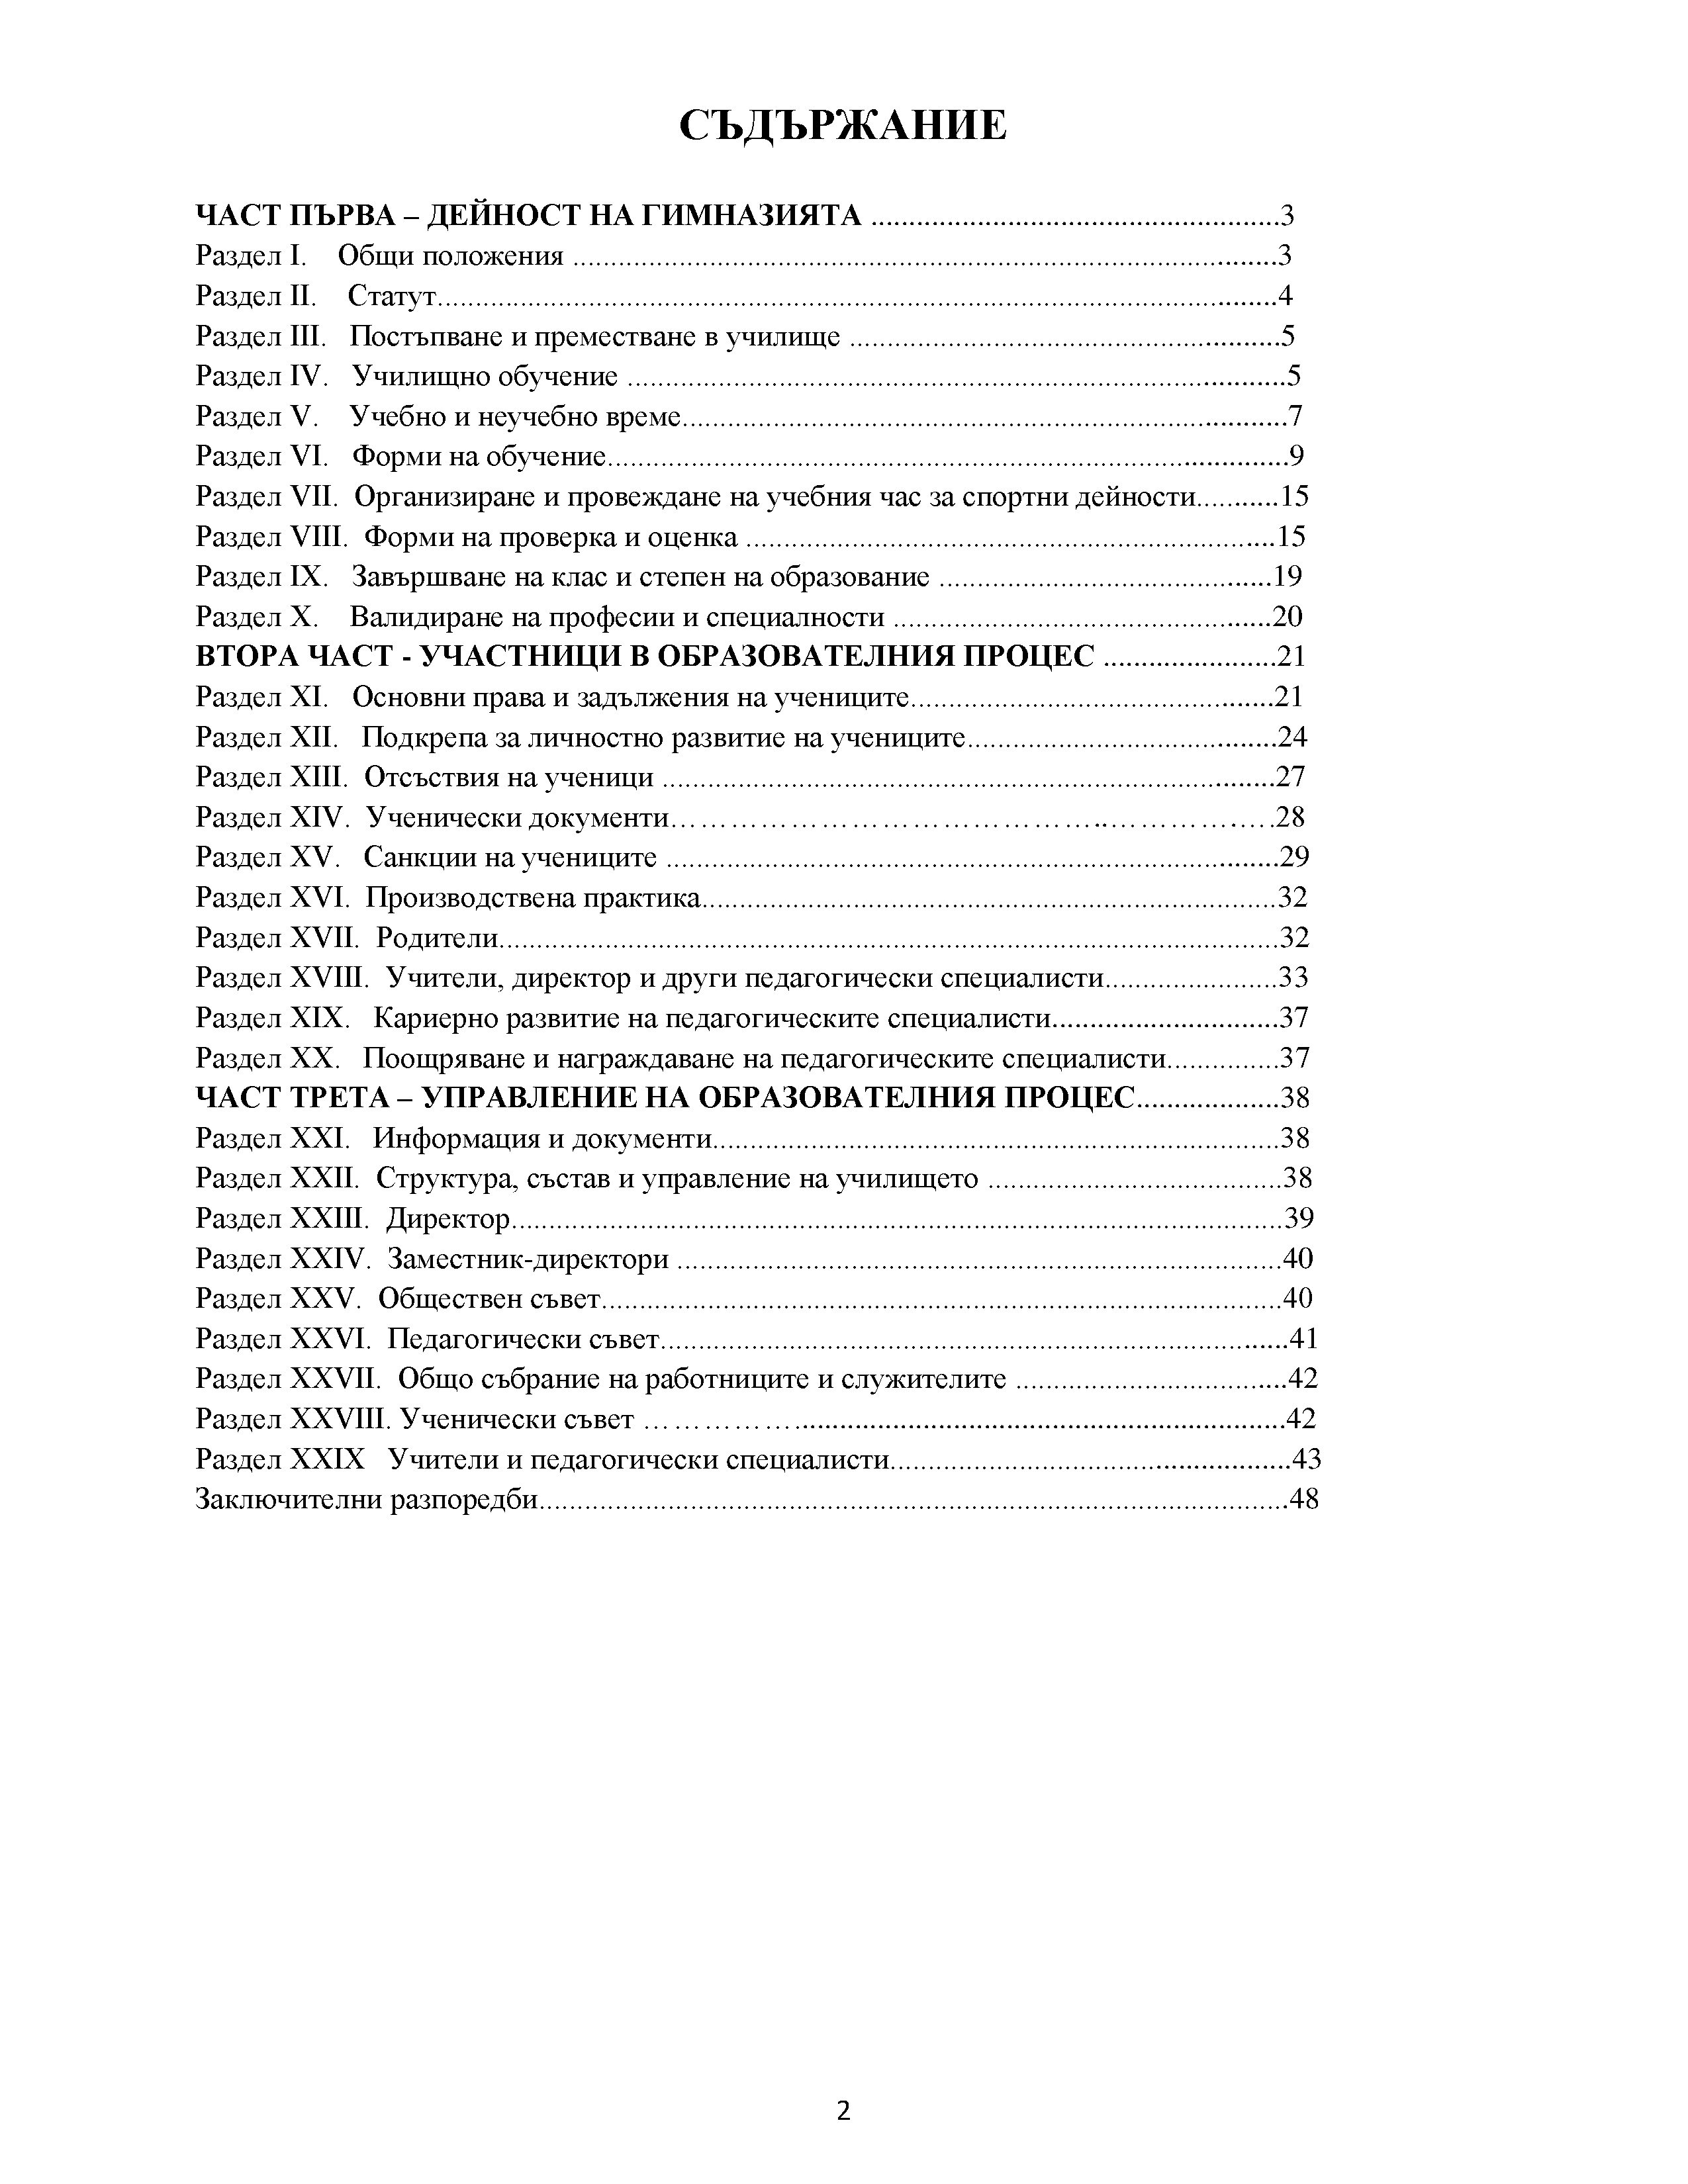 СЪДЪРЖАНИЕ
ЧАСТ ПЪРВА – ДЕЙНОСТ НА ГИМНАЗИЯТА ......................................................3
Раздел I. Общи положения ......................................................3
Раздел II. Статут......................................................4
Раздел III. Постъпване и преместване в училище ......................................................5
Раздел IV. Училищно обучение ......................................................5
Раздел V. Учебно и неучебно време......................................................7
Раздел VI. Форми на обучение......................................................9
Раздел VII. Организиране и провеждане на учебния час за спортни дейности...........15
Раздел VIII. Форми на проверка и оценка ......................................................15
Раздел IX. Завършване на клас и степен на образование ............................................19
Раздел X. Валидиране на професии и специалности ..................................................20
ВТОРА ЧАСТ - УЧАСТНИЦИ В ОБРАЗОВАТЕЛНИЯ ПРОЦЕС .......................21
Раздел XI. Основни права и задължения на учениците................................................21
Раздел XII. Подкрепа за личностно развитие на учениците.........................................24
Раздел XIII. Отсъствия на ученици ......................................................27
Раздел XIV. Ученически документи......................................................28
Раздел XV. Санкции на учениците ......................................................29
Раздел XVI. Производствена практика......................................................32
Раздел XVII. Родители......................................................32
Раздел XVIII. Учители, директор и други педагогически специалисти.......................33
Раздел XIX. Кариерно развитие на педагогическите специалисти..............................37
Раздел XX. Поощряване и награждаване на педагогическите специалисти...............37
ЧАСТ ТРЕТА – УПРАВЛЕНИЕ НА ОБРАЗОВАТЕЛНИЯ ПРОЦЕС...................38
Раздел XXI. Информация и документи......................................................38
Раздел XXII. Структура, състав и управление на училището .......................................38
Раздел XXIII. Директор......................................................39
Раздел XXIV. Заместник-директори ......................................................40
Раздел XXV. Обществен съвет......................................................40
Раздел XXVI. Педагогически съвет......................................................41
Раздел XXVII. Общо събрание на работниците и служителите ....................................42
Раздел XXVIII. Ученически съвет ......................................................42
Раздел XXIX Учители и педагогически специалисти......................................................43
Заключителни разпоредби......................................................48
2